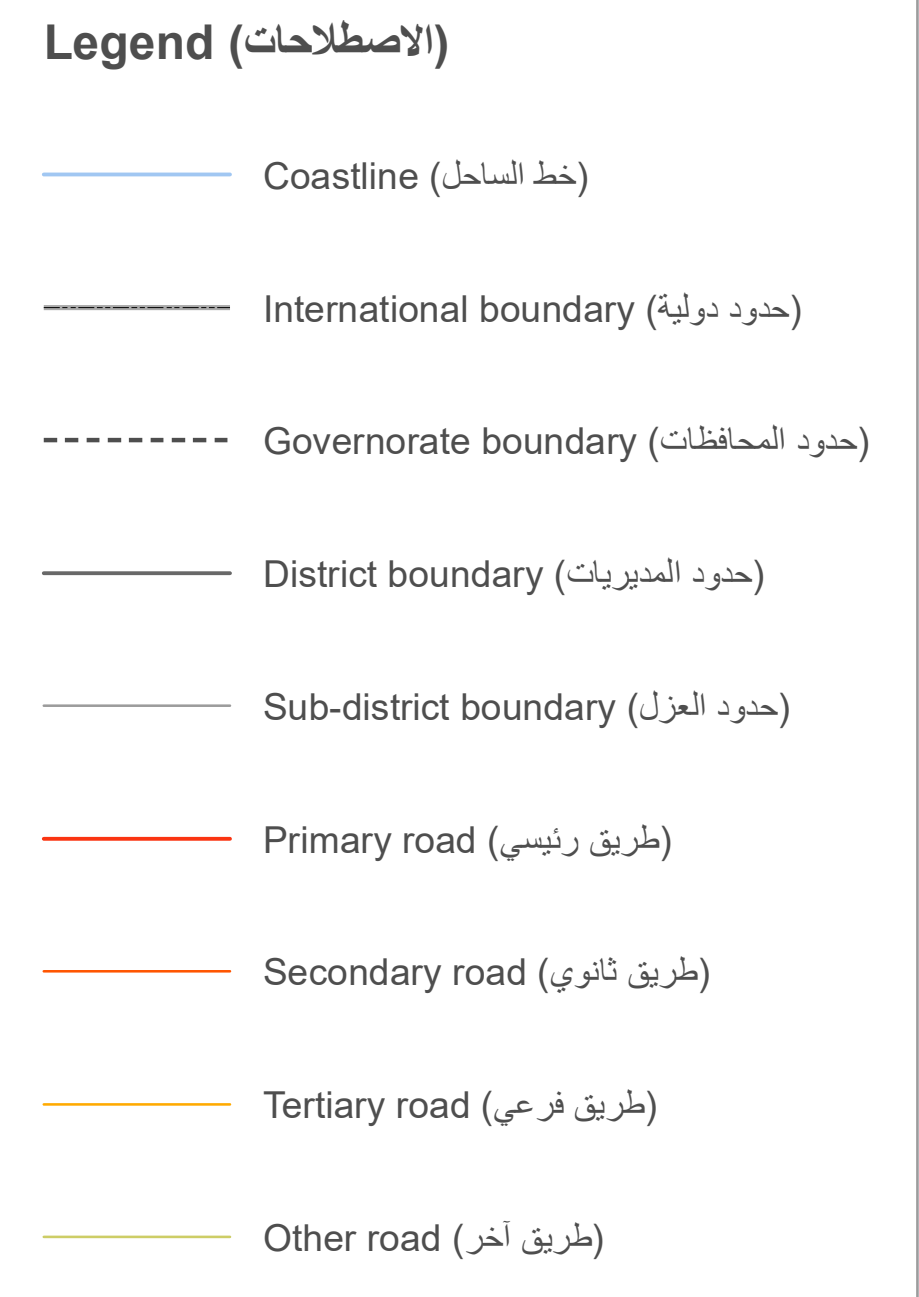 Legend (الاصطلاحات)
Coastline (خط الساحل)
International boundary (حدود دولية)
Governorate boundary (حدود المحافظات)
District boundary (حدود المديريات)
Sub-district boundary (حدود العزل)
Primary road (طريق رئيسي)
Secondary road (طريق ثانوي)
Tertiary road (طريق فرعي)
Other road (طريق آخر)